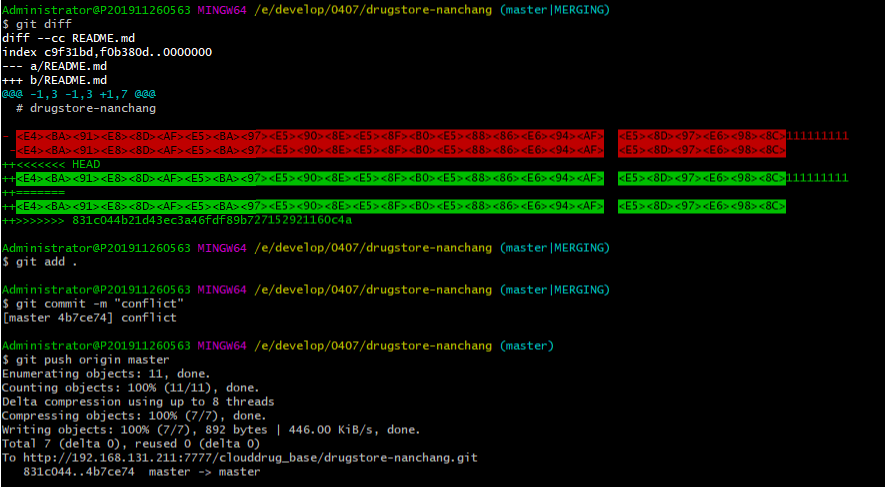 Administrator@P201911260563 MINGW64 /e/develop/0407/drugstore-nanchang (master|MERGING)
$ git diff
diff --cc README.md
index c9f31bd,f0b380d..0000000
--- a/README.md
+++ b/README.md
@@@ -1,3 -1,3 +1,7 @@@
  # drugstore-nanchang
- <E4><BA><91><E8><8D><AF><E5><BA><97><E5><90><8E><E5><8F><B0><E5><88><86><E6><94><AF>  <E5><8D><97><E6><98><8C>111111111
 -<E4><BA><91><E8><8D><AF><E5><BA><97><E5><90><8E><E5><8F><B0><E5><88><86><E6><94><AF>  <E5><8D><97><E6><98><8C>
++<<<<<<< HEAD
++<E4><BA><91><E8><8D><AF><E5><BA><97><E5><90><8E><E5><8F><B0><E5><88><86><E6><94><AF>  <E5><8D><97><E6><98><8C>111111111
++=======
++<E4><BA><91><E8><8D><AF><E5><BA><97><E5><90><8E><E5><8F><B0><E5><88><86><E6><94><AF>  <E5><8D><97><E6><98><8C>
++>>>>>>> 831c044b21d43ec3a46fdf89b727152921160c4a
Administrator@P201911260563 MINGW64 /e/develop/0407/drugstore-nanchang (master|MERGING)
$ git add .
Administrator@P201911260563 MINGW64 /e/develop/0407/drugstore-nanchang (master|MERGING)
$ git commit -m "conflict"
[master 4b7ce74] conflict
Administrator@P201911260563 MINGW64 /e/develop/0407/drugstore-nanchang (master)
$ git push origin master
Enumerating objects: 11, done.
Counting objects: 100% (11/11), done.
Delta compression using up to 8 threads
Compressing objects: 100% (7/7), done.
Writing objects: 100% (7/7), 892 bytes | 446.00 KiB/s, done.
Total 7 (delta 0), reused 0 (delta 0)
To http://192.168.131.211:7777/clouddrug_base/drugstore-nanchang.git
   831c044..4b7ce74  master -> master